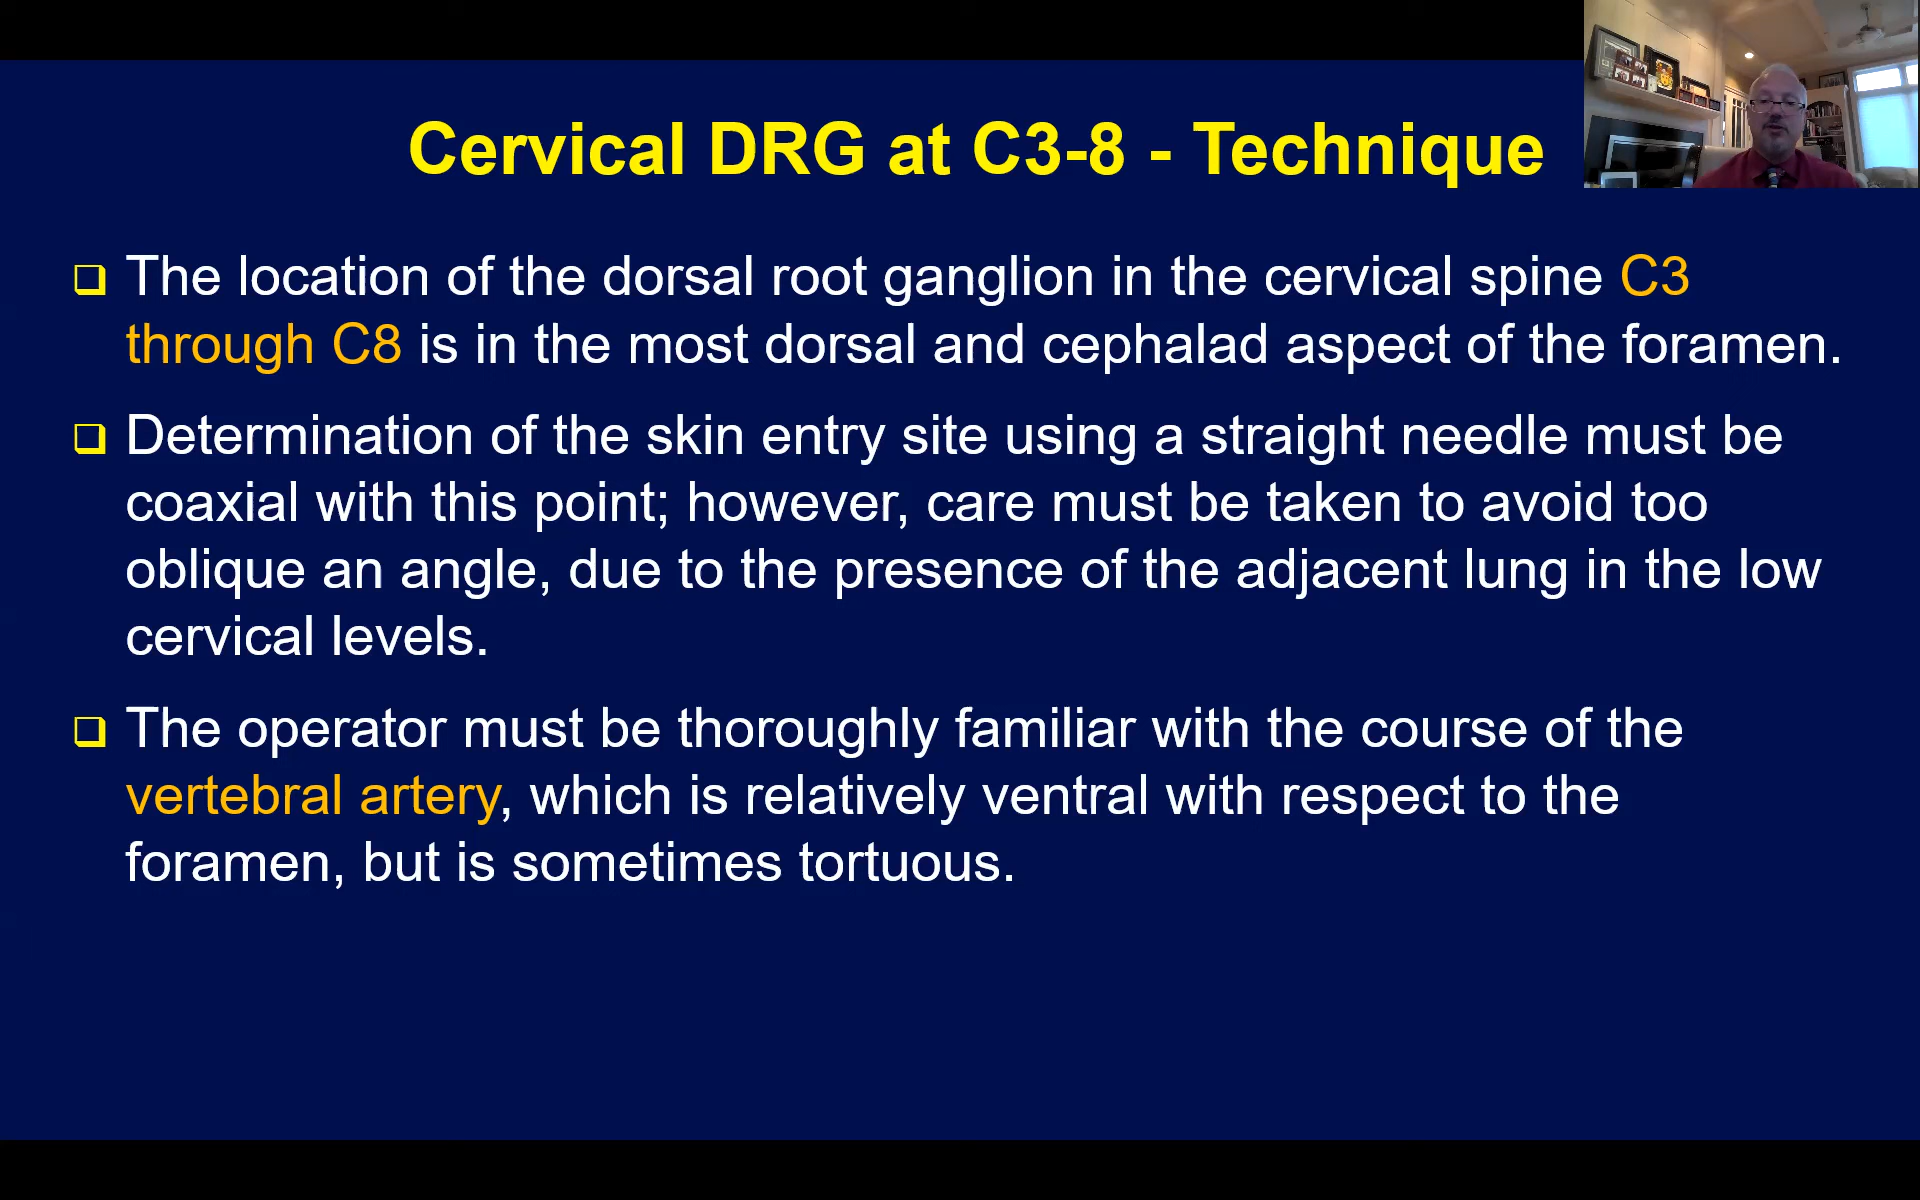 Cervical DRG at C3-8 - Technique
The location of the dorsal root ganglion in the cervical spine C3
through C8 is in the most dorsal and cephalad aspect of the foramen.
Determination of the skin entry site using a straight needle must be
coaxial with this point; however, care must be taken to avoid too
oblique an angle, due to the presence of the adjacent lung in the low
cervical levels.
The operator must be thoroughly familiar with the course of the
vertebral artery, which is relatively ventral with respect to the
foramen, but is sometimes tortuous.